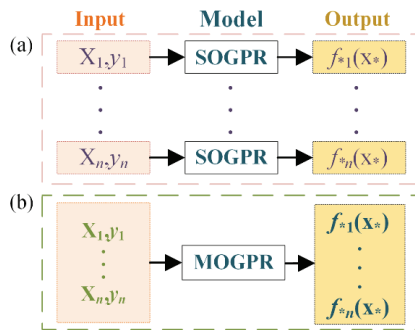 Input Model Output
(a)
X₁,y₁ SOGPR f*₁(x*)
Xₙ,yₙ SOGPR f*ₙ(x*)
(b)
X₁,y₁ f*₁(x*)
MOGPR
Xₙ,yₙ f*ₙ(x*)